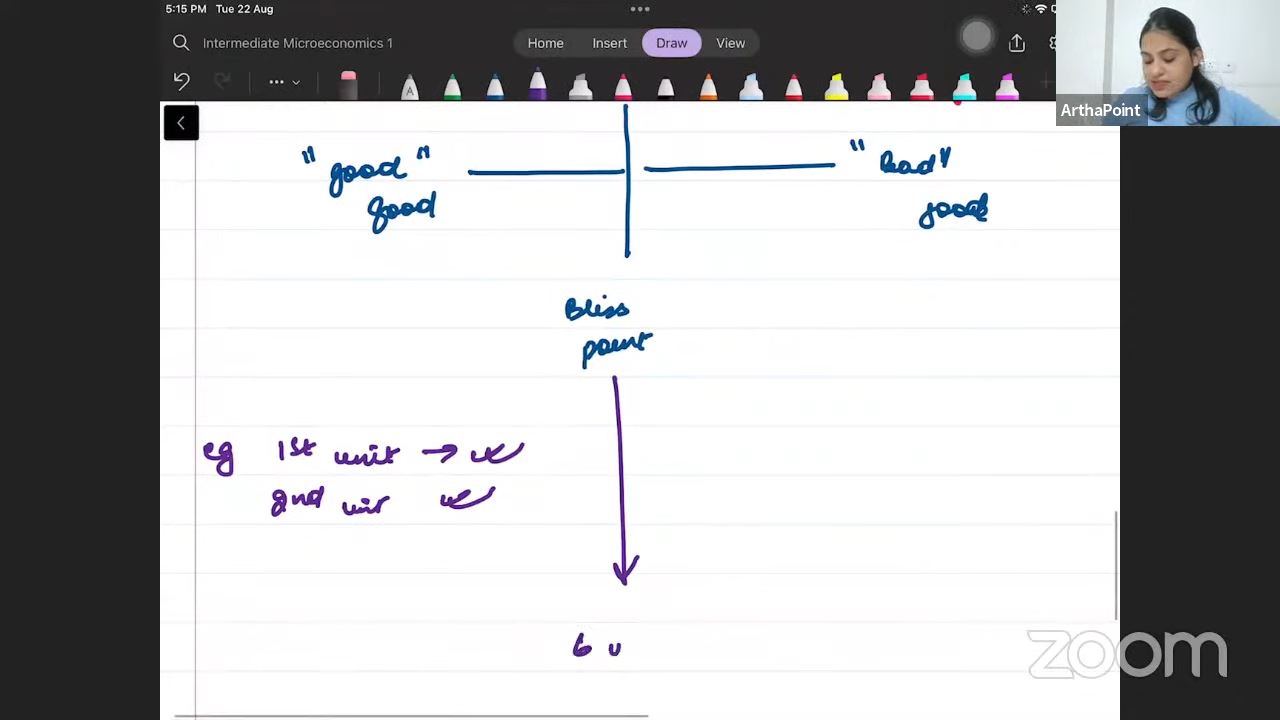 5:15 PM Tue 22 Aug
Intermediate Microeconomics 1
Home Insert Draw View
A
ArthaPoint
"good" "bad"
good good
Bliss
point
eg 1st unit →
2nd unit
6 u
zoom